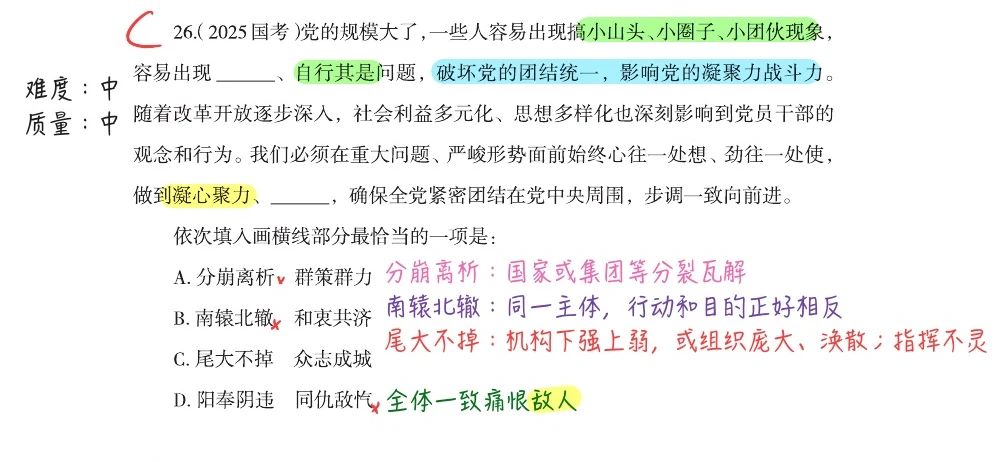 C 26.(2025国考)党的规模大了,一些人容易出现搞小山头、小圈子、小团伙现象,
容易出现______、自行其是问题,破坏党的团结统一,影响党的凝聚力战斗力。
难度:中
质量:中
随着改革开放逐步深入,社会利益多元化、思想多样化也深刻影响到党员干部的
观念和行为。我们必须在重大问题、严峻形势面前始终心往一处想、劲往一处使,
做到凝心聚力、______,确保全党紧密团结在党中央周围,步调一致向前进。
依次填入画横线部分最恰当的一项是:
A. 分崩离析 群策群力 分崩离析:国家或集团等分裂瓦解
B. 南辕北辙 和衷共济 南辕北辙:同一主体,行动和目的正好相反
尾大不掉:机构下强上弱,或组织庞大、涣散;指挥不灵
C. 尾大不掉 众志成城
D. 阳奉阴违 同仇敌忾 全体一致痛恨敌人